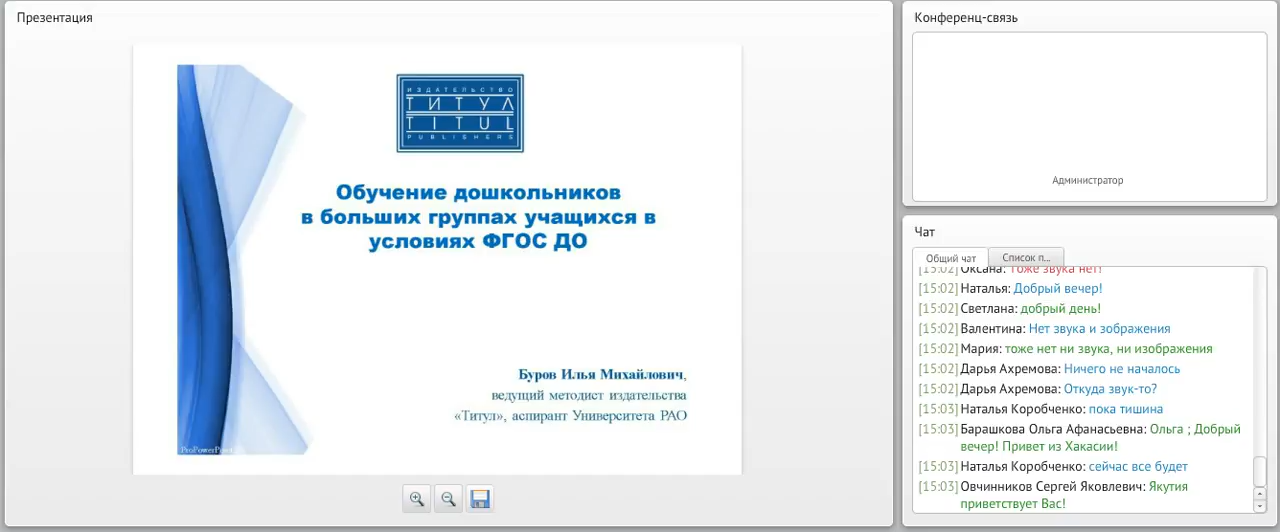 Презентация
ИЗДАТЕЛЬСТВО
ТИТУЛ
TITUL
PUBLISHERS
Обучение дошкольников
в больших группах учащихся в
условиях ФГОС ДО
Буров Илья Михайлович,
ведущий методист издательства
«Титул», аспирант Университета РАО
Конференц-связь
Администратор
Чат
Общий чат
Список п...
[15:02] Оксана: тоже звука нет!
[15:02] Наталья: Добрый вечер!
[15:02] Светлана: добрый день!
[15:02] Валентина: Нет звука и зображения
[15:02] Мария: тоже нет ни звука, ни изображения
[15:02] Дарья Ахремова: Ничего не началось
[15:02] Дарья Ахремова: Откуда звук-то?
[15:03] Наталья Коробченко: пока тишина
[15:03] Барашкова Ольга Афанасьевна: Ольга ; Добрый
вечер! Привет из Хакасии!
[15:03] Наталья Коробченко: сейчас все будет
[15:03] Овчинников Сергей Яковлевич: Якутия
приветствует Вас!